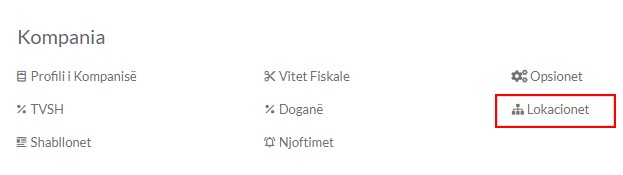 Kompania
Profili i Kompanisë Vitet Fiskale Opsionet
TVSH Doganë Lokacionet
Shabllonet Njoftimet